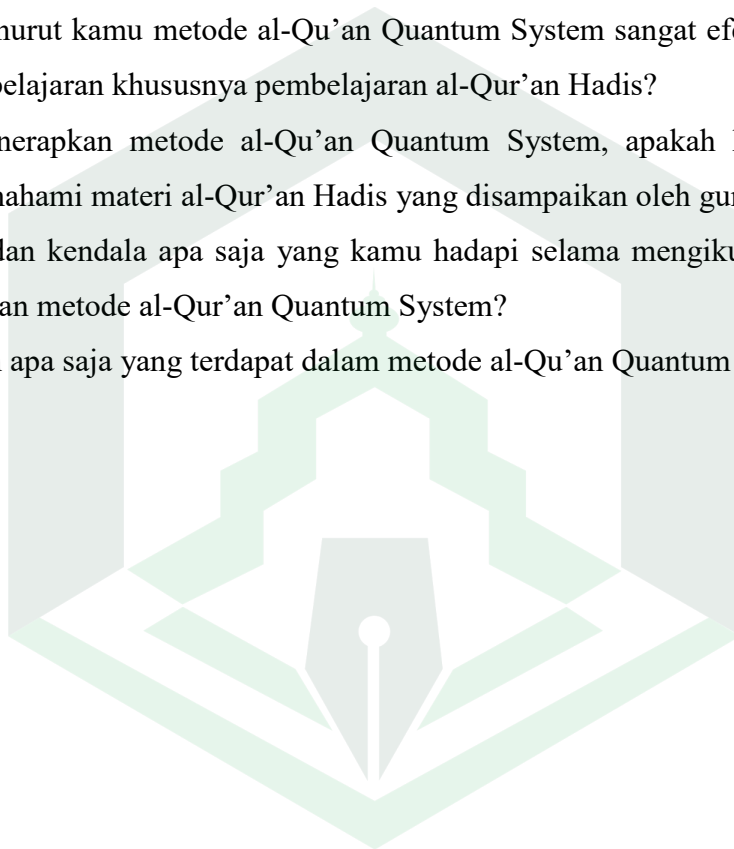 nurut kamu metode al-Qu’an Quantum System sangat efe
elajaran khususnya pembelajaran al-Qur’an Hadis?
nerapkan metode al-Qu’an Quantum System, apakah
ahami materi al-Qur’an Hadis yang disampaikan oleh gur
dan kendala apa saja yang kamu hadapi selama mengiku
an metode al-Qur’an Quantum System?
apa saja yang terdapat dalam metode al-Qu’an Quantum